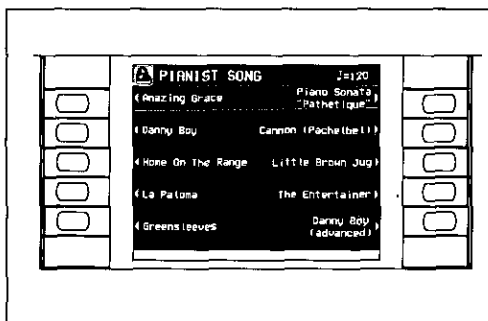 PIANIST SONG ♩=120
Amazing Grace
Piano Sonata
"Pathetique"
Danny Boy Cannon (Pachelbel)
Home On The Range Little Brown Jug
La Paloma The Entertainer
Greensleeves
Danny Boy
(advanced)